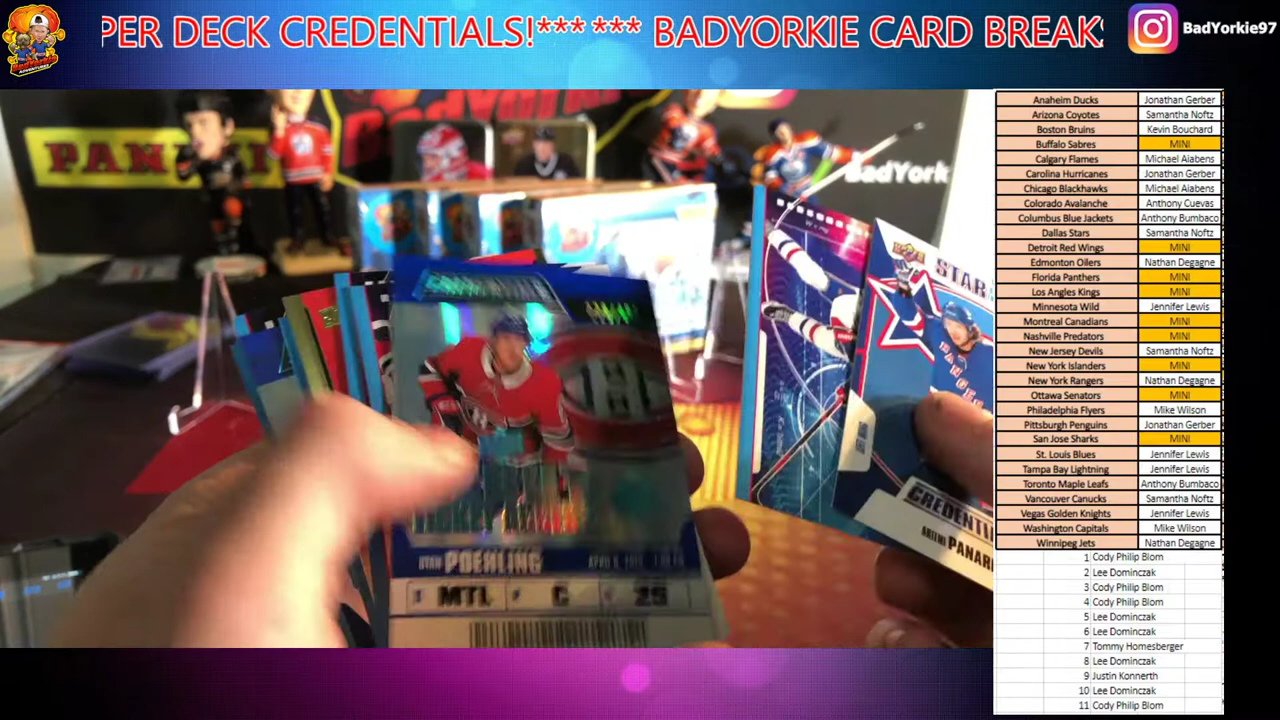 PER DECK CREDENTIALS!*** *** BADYORKIE CARD BREAKS
BadYorkie97
PANINI
BadYork
STAR
CREDENTI
ARTEMI PANARI
RYAN POEHLING
MTL C 25
Anaheim Ducks Jonathan Gerber
Arizona Coyotes Samantha Noftz
Boston Bruins Kevin Bouchard
Buffalo Sabres MINI
Calgary Flames Michael Aiabens
Carolina Hurricanes Jonathan Gerber
Chicago Blackhawks Michael Aiabens
Colorado Avalanche Anthony Cuevas
Columbus Blue Jackets Anthony Bumbaco
Dallas Stars Samantha Noftz
Detroit Red Wings MINI
Edmonton Oilers Nathan Degagne
Florida Panthers MINI
Los Angles Kings MINI
Minnesota Wild Jennifer Lewis
Montreal Canadians MINI
Nashville Predators MINI
New Jersey Devils Samantha Noftz
New York Islanders MINI
New York Rangers Nathan Degagne
Ottawa Senators MINI
Philadelphia Flyers Mike Wilson
Pittsburgh Penguins Jonathan Gerber
San Jose Sharks MINI
St. Louis Blues Jennifer Lewis
Tampa Bay Lightning Jennifer Lewis
Toronto Maple Leafs Anthony Bumbaco
Vancouver Canucks Samantha Noftz
Vegas Golden Knights Jennifer Lewis
Washington Capitals Mike Wilson
Winnipeg Jets Nathan Degagne
1 Cody Philip Blom
2 Lee Dominczak
3 Cody Philip Blom
4 Cody Philip Blom
5 Lee Dominczak
6 Lee Dominczak
7 Tommy Homesberger
8 Lee Dominczak
9 Justin Konnerth
10 Lee Dominczak
11 Cody Philip Blom